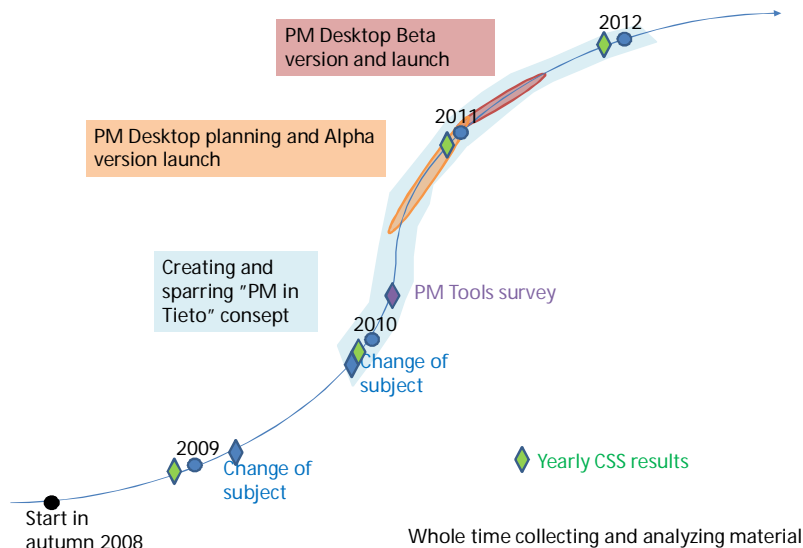 2012
PM Desktop Beta
version and launch
2011
PM Desktop planning and Alpha
version launch
Creating and
sparring ”PM in
Tieto” consept
PM Tools survey
2010
Change of
subject
2009
Change of
subject
Yearly CSS results
Start in
autumn 2008
Whole time collecting and analyzing material